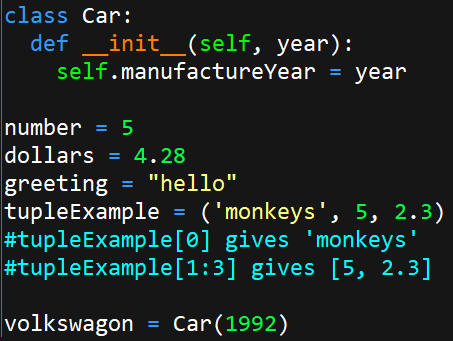 class Car:
  def __init__(self, year):
    self.manufactureYear = year

number = 5
dollars = 4.28
greeting = "hello"
tupleExample = ('monkeys', 5, 2.3)
#tupleExample[0] gives 'monkeys'
#tupleExample[1:3] gives [5, 2.3]

volkswagon = Car(1992)